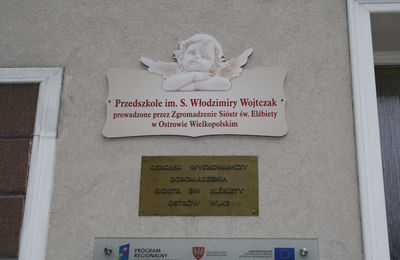 Przedszkole im. S. Włodzimiry Wojtczak
prowadzone przez Zgromadzenie Sióstr św. Elżbiety
w Ostrowie Wielkopolskim
OŚRODEK WYCHOWAWCZY
ZGROMADZENIA
SIÓSTR ŚW ELŻBIETY
OSTRÓW WLKP
PROGRAM
REGIONALNY